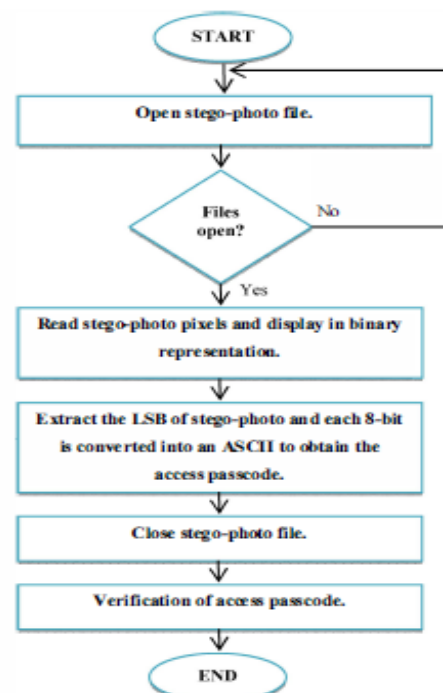 START
Open stego-photo file.
Files
open?
No
Yes
Read stego-photo pixels and display in binary
representation.
Extract the LSB of stego-photo and each 8-bit
is converted into an ASCII to obtain the
access passcode.
Close stego-photo file.
Verification of access passcode.
END